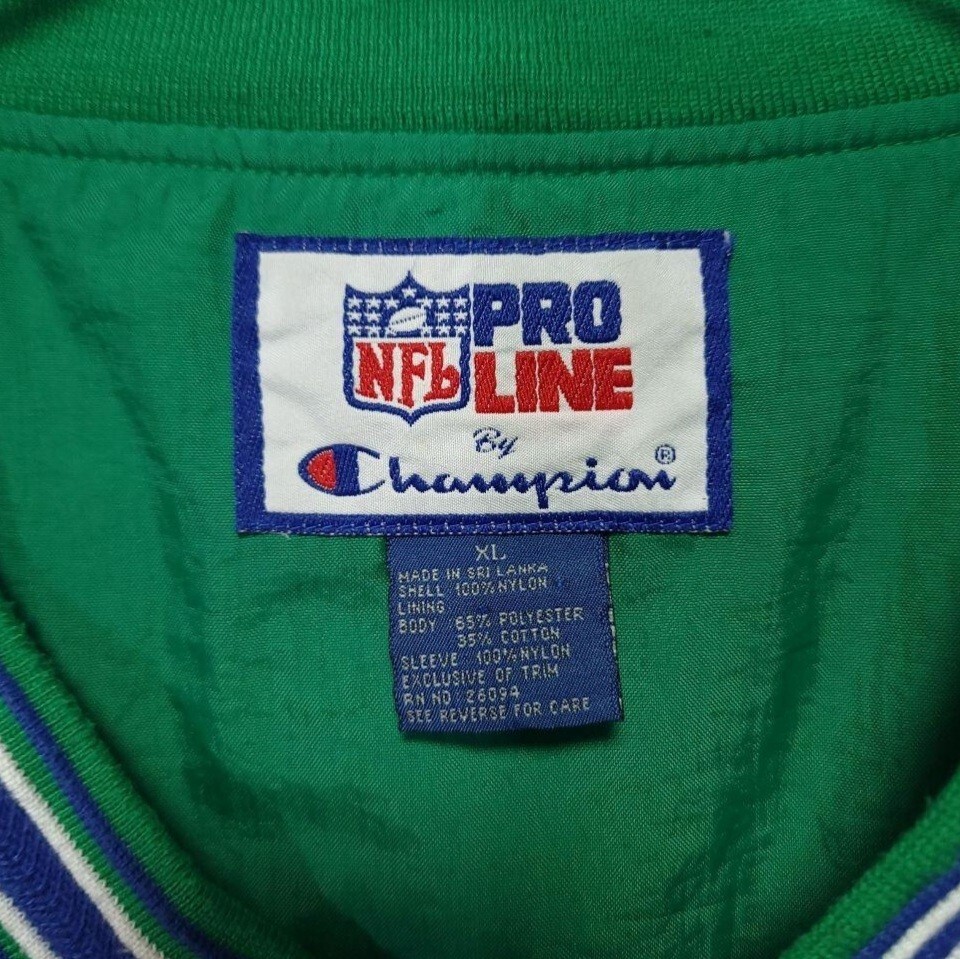 NFL PRO
LINE
By
Champion®
XL
MADE IN SRI LANKA
SHELL 100% NYLON
LINING
BODY 65% POLYESTER
35% COTTON
SLEEVE 100% NYLON
EXCLUSIVE OF TRIM
RN NO 26094
SEE REVERSE FOR CARE